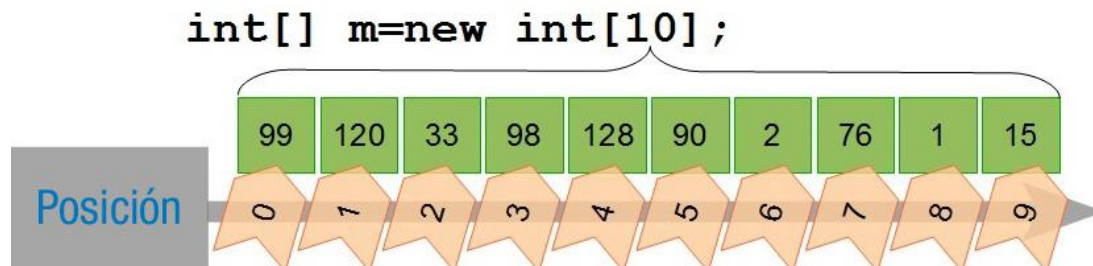 int[] m=new int[10];
99 120 33 98 128 90 2 76 1 15
Posición 0 1 2 3 4 5 6 7 8 9